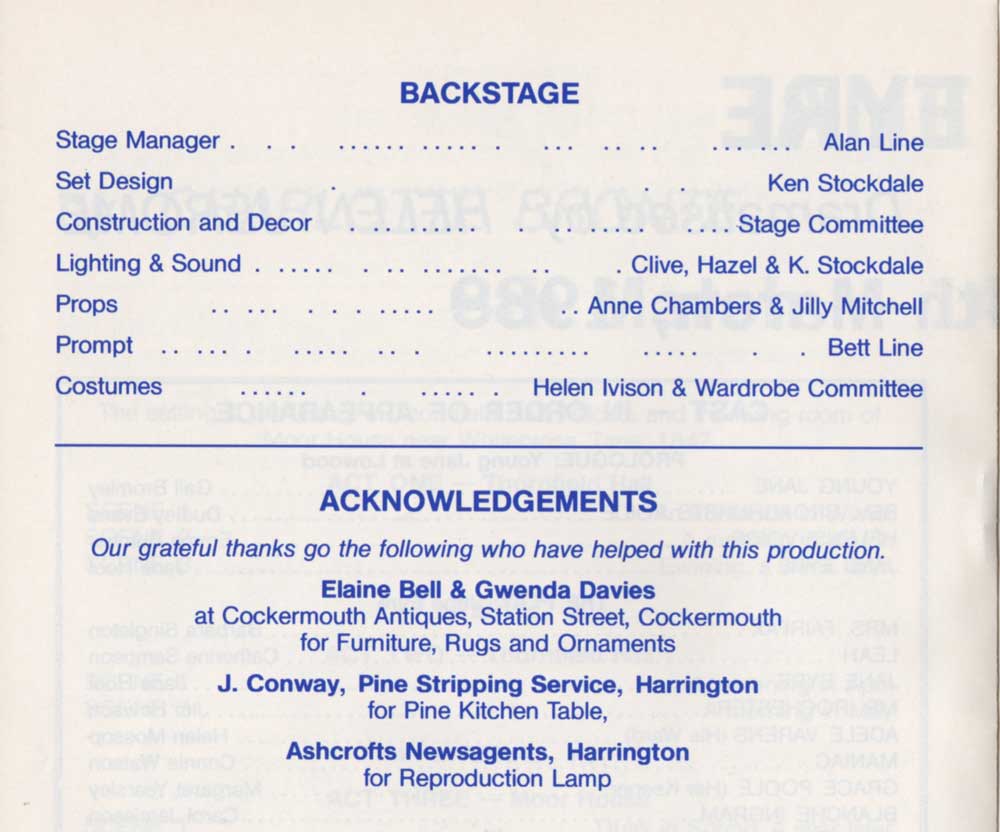 BACKSTAGE
Stage Manager . . . . . . . . . . . . . . . . . . . . . . . . . . . . Alan Line
Set Design . . . Ken Stockdale
Construction and Decor . . . . . . . . . . . . . . . . . . . . . . . . Stage Committee
Lighting & Sound . . . . . . . . . . . . . . . . . . . Clive, Hazel & K. Stockdale
Props . . . . . . . . . . . . . . . . Anne Chambers & Jilly Mitchell
Prompt . . . . . . . . . . . . . . . . . . . . . . . . . . . . . . . Bett Line
Costumes . . . . . . . . . . . . . . Helen Ivison & Wardrobe Committee
ACKNOWLEDGEMENTS
Our grateful thanks go the following who have helped with this production.
Elaine Bell & Gwenda Davies
at Cockermouth Antiques, Station Street, Cockermouth
for Furniture, Rugs and Ornaments
J. Conway, Pine Stripping Service, Harrington
for Pine Kitchen Table,
Ashcrofts Newsagents, Harrington
for Reproduction Lamp